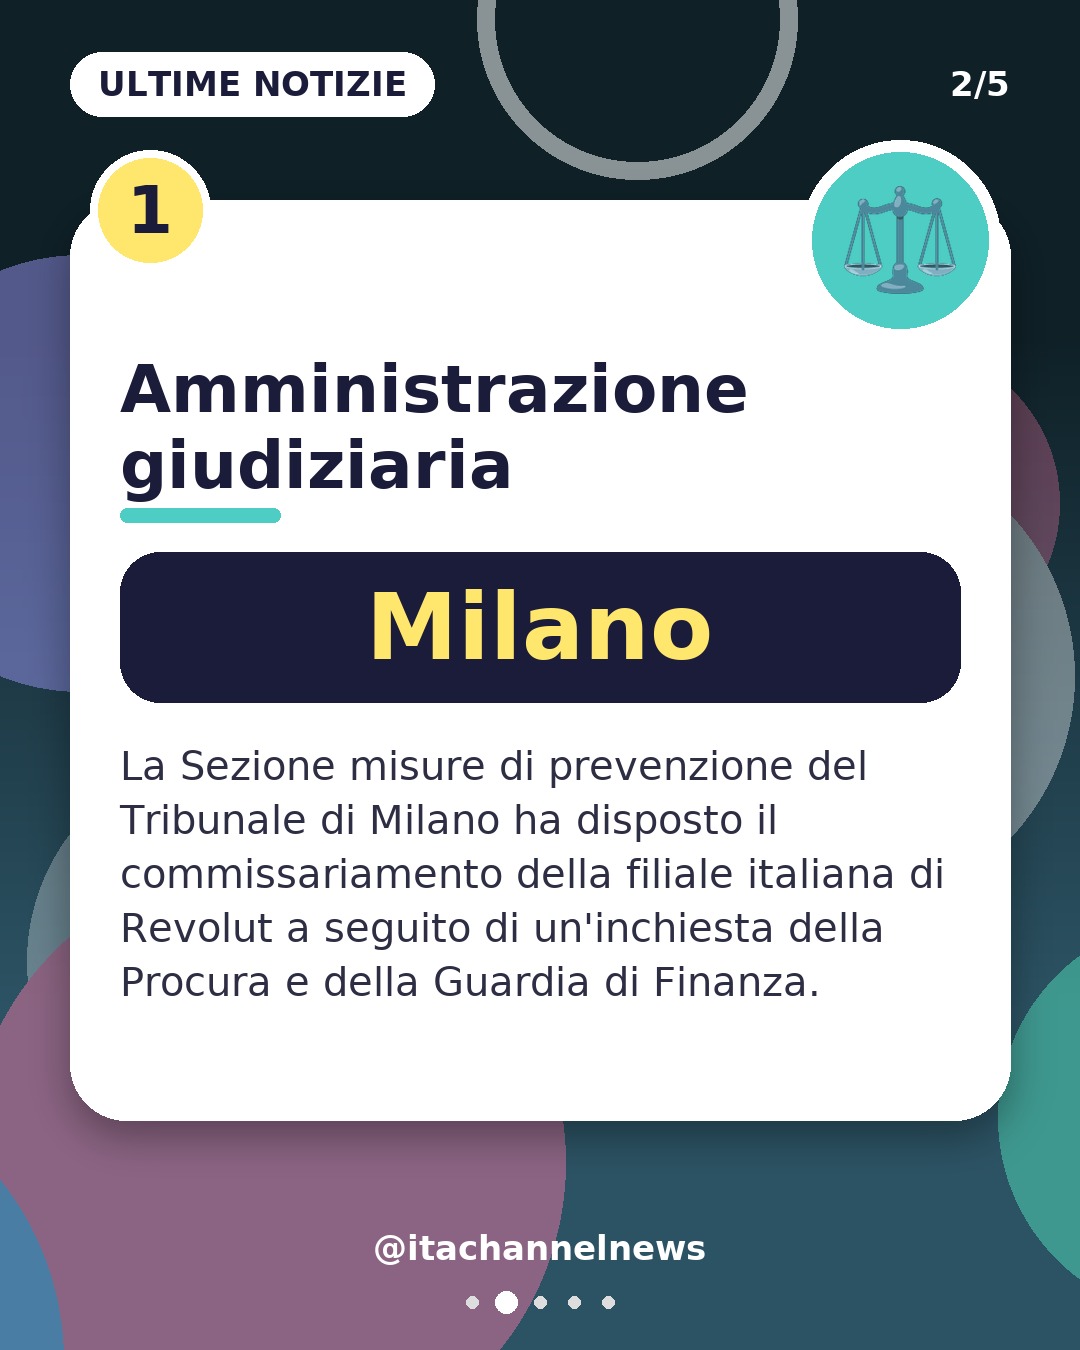 ULTIME NOTIZIE
2/5
1
Amministrazione
giudiziaria
Milano
La Sezione misure di prevenzione del
Tribunale di Milano ha disposto il
commissariamento della filiale italiana di
Revolut a seguito di un'inchiesta della
Procura e della Guardia di Finanza.
@itachannelnews